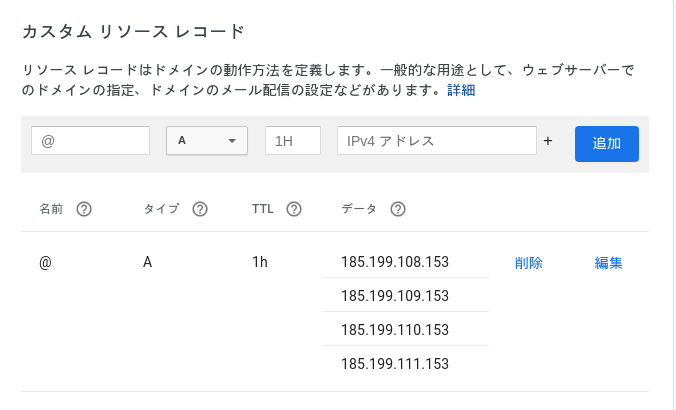 カスタム リソース レコード
リソース レコードはドメインの動作方法を定義します。一般的な用途として、ウェブサーバーで
のドメインの指定、ドメインのメール配信の設定などがあります。詳細
@ A 1H IPv4 アドレス + 追加
名前 ? タイプ ? TTL ? データ ?
@ A 1h 185.199.108.153 削除 編集
185.199.109.153
185.199.110.153
185.199.111.153